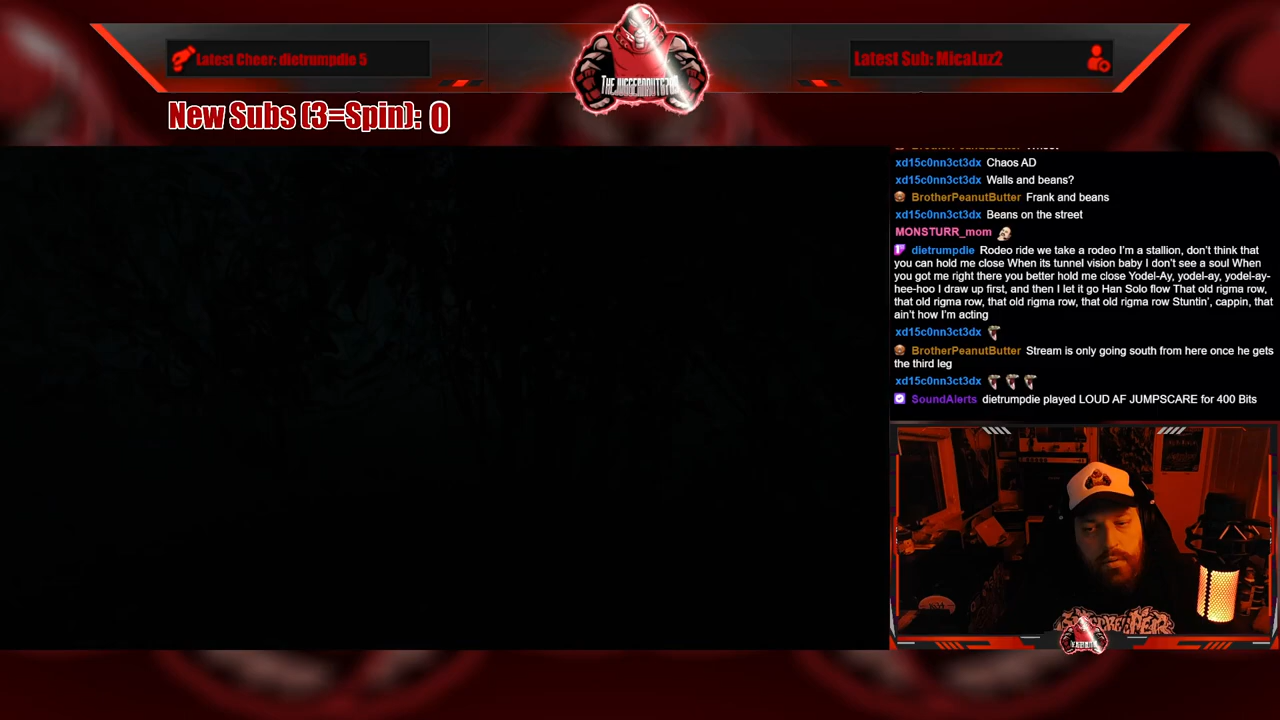 Latest Cheer: dietrumpdie 5
Latest Sub: MicaLuz2
New Subs (3=Spin): 0
xd15c0nn3ct3dx Chaos AD
xd15c0nn3ct3dx Walls and beans?
BrotherPeanutButter Frank and beans
xd15c0nn3ct3dx Beans on the street
MONSTURR_mom
dietrumpdie Rodeo ride we take a rodeo I'm a stallion, don't think that
you can hold me close When its tunnel vision baby I don't see a soul When
you got me right there you better hold me close Yodel-Ay, yodel-ay, yodel-ay-
hee-hoo I draw up first, and then I let it go Han Solo flow That old rigma row,
that old rigma row, that old rigma row, that old rigma row Stuntin', cappin, that
ain't how I'm acting
xd15c0nn3ct3dx
BrotherPeanutButter Stream is only going south from here once he gets
the third leg
xd15c0nn3ct3dx
SoundAlerts dietrumpdie played LOUD AF JUMPSCARE for 400 Bits